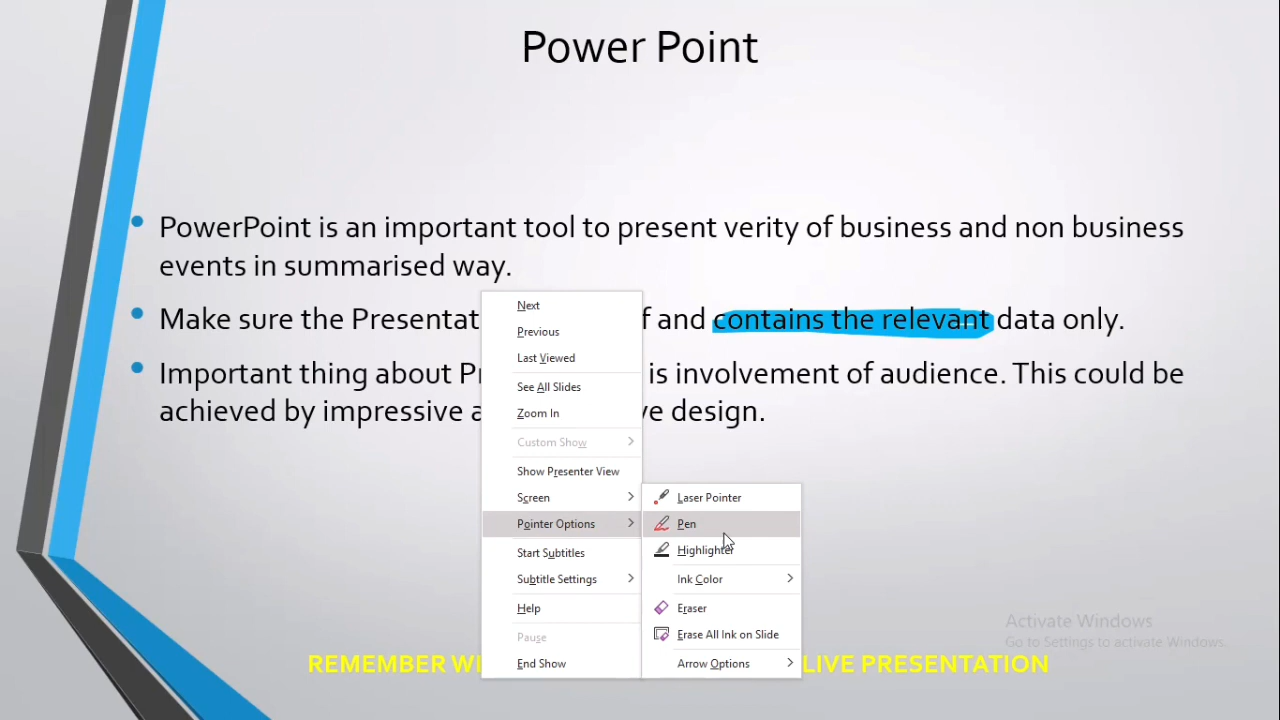 Power Point
PowerPoint is an important tool to present verity of business and non business
events in summarised way.
Make sure the Presentat f and contains the relevant data only.
Important thing about Pr is involvement of audience. This could be
achieved by impressive a ve design.
Next
Previous
Last Viewed
See All Slides
Zoom In
Custom Show
Show Presenter View
Screen
Pointer Options
Start Subtitles
Subtitle Settings
Help
Pause
End Show
Laser Pointer
Pen
Highlighter
Ink Color
Eraser
Erase All Ink on Slide
Arrow Options
Activate Windows
Go to Settings to activate Windows.
REMEMBER LIVE PRESENTATION